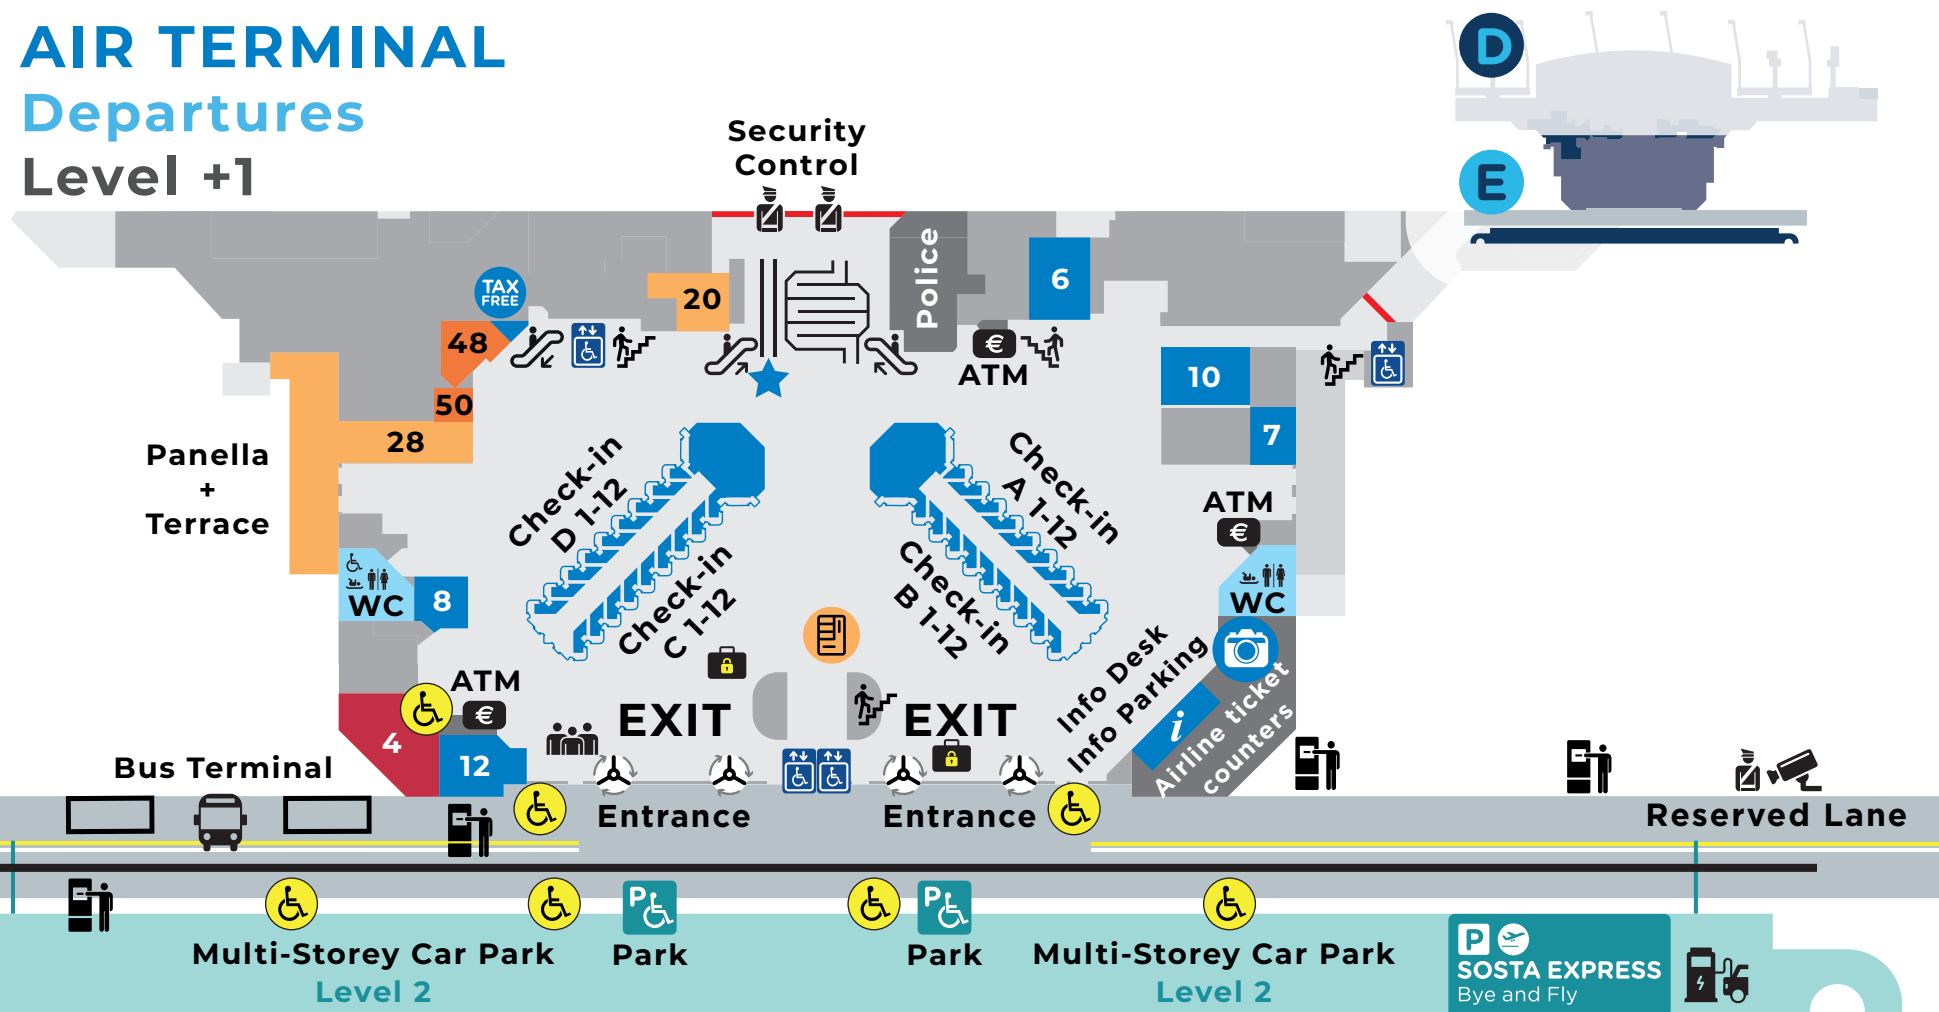 AIR TERMINAL
Departures
Level +1
D
E
Security
Control
Police
TAX
FREE
20
6
48
50
28
€
ATM
10
7
Panella
+
Terrace
Check-in
D 1-12
Check-in
C 1-12
Check-in
A 1-12
Check-in
B 1-12
ATM
€
WC
8
WC
ATM
€
4
12
EXIT
EXIT
Info Desk
Info Parking
i
Airline ticket
counters
Bus Terminal
Entrance
Entrance
Reserved Lane
P
P
Multi-Storey Car Park
Level 2
Park
Park
Multi-Storey Car Park
Level 2
P
SOSTA EXPRESS
Bye and Fly